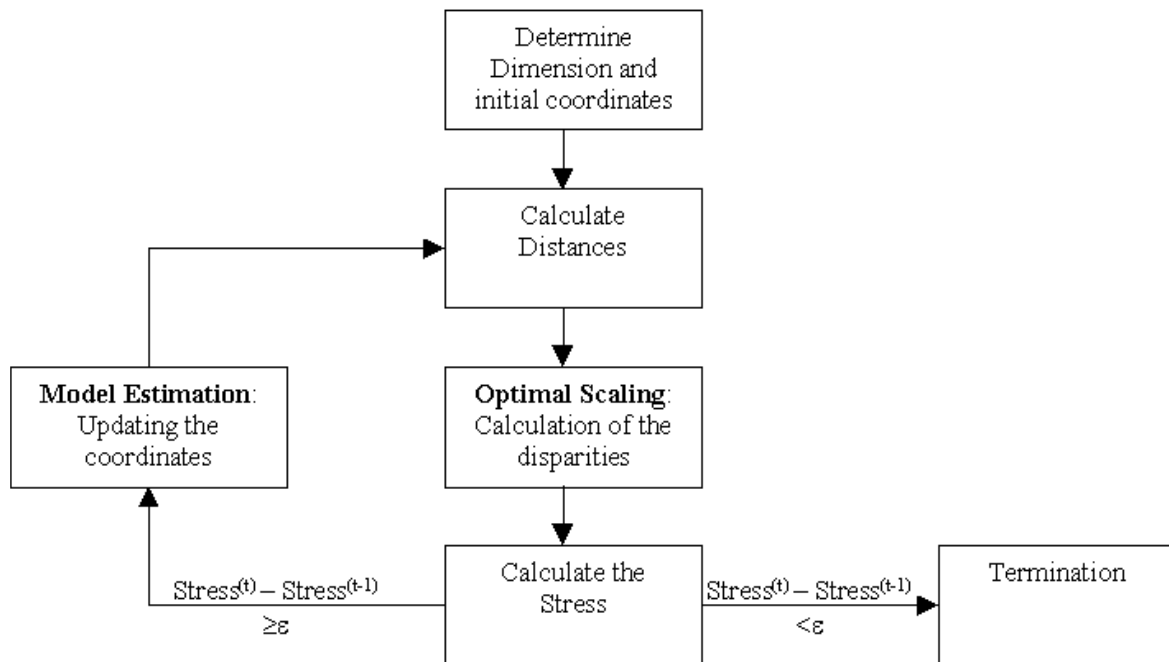 Determine
Dimension and
initial coordinates
Calculate
Distances
Model Estimation:
Updating the
coordinates
Optimal Scaling:
Calculation of the
disparities
Stress(t) – Stress(t-1)
≥ε
Calculate the
Stress
Stress(t) – Stress(t-1)
<ε
Termination